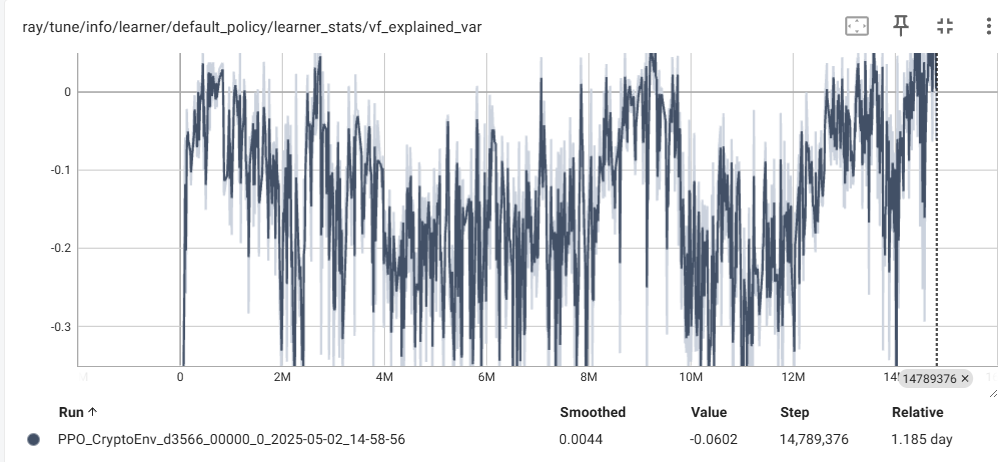 ray/tune/info/learner/default_policy/learner_stats/vf_explained_var
0
-0.1
-0.2
-0.3
0 2M 4M 6M 8M 10M 12M 14789376 ×
Run ↑ Smoothed Value Step Relative
PPO_CryptoEnv_d3566_00000_0_2025-05-02_14-58-56 0.0044 -0.0602 14,789,376 1.185 day